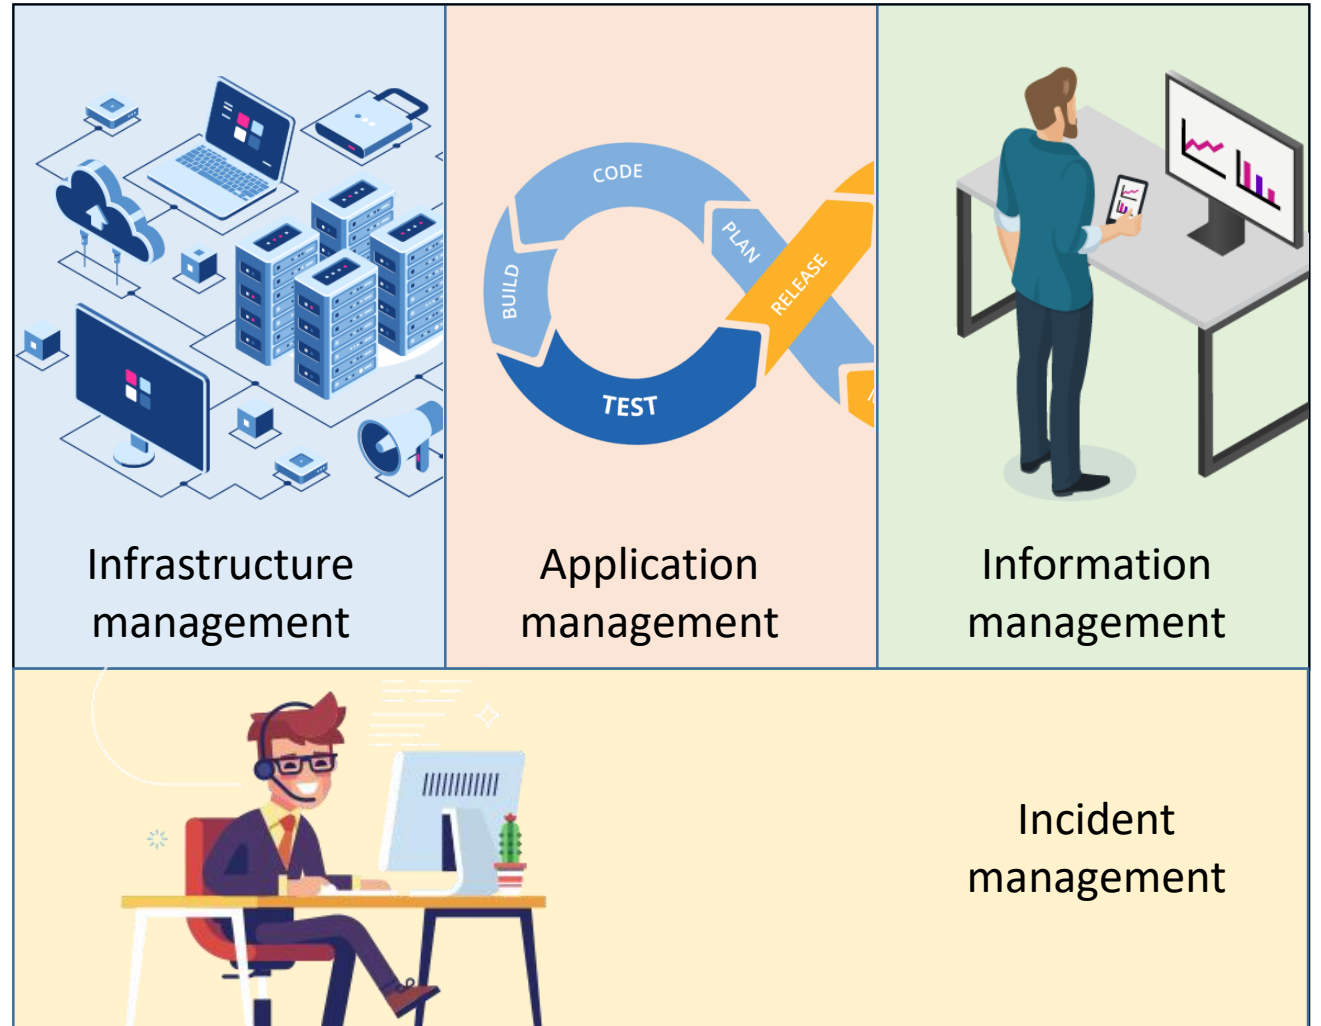 CODE
PLAN
BUILD
RELEASE
TEST
Infrastructure
management
Application
management
Information
management
Incident
management